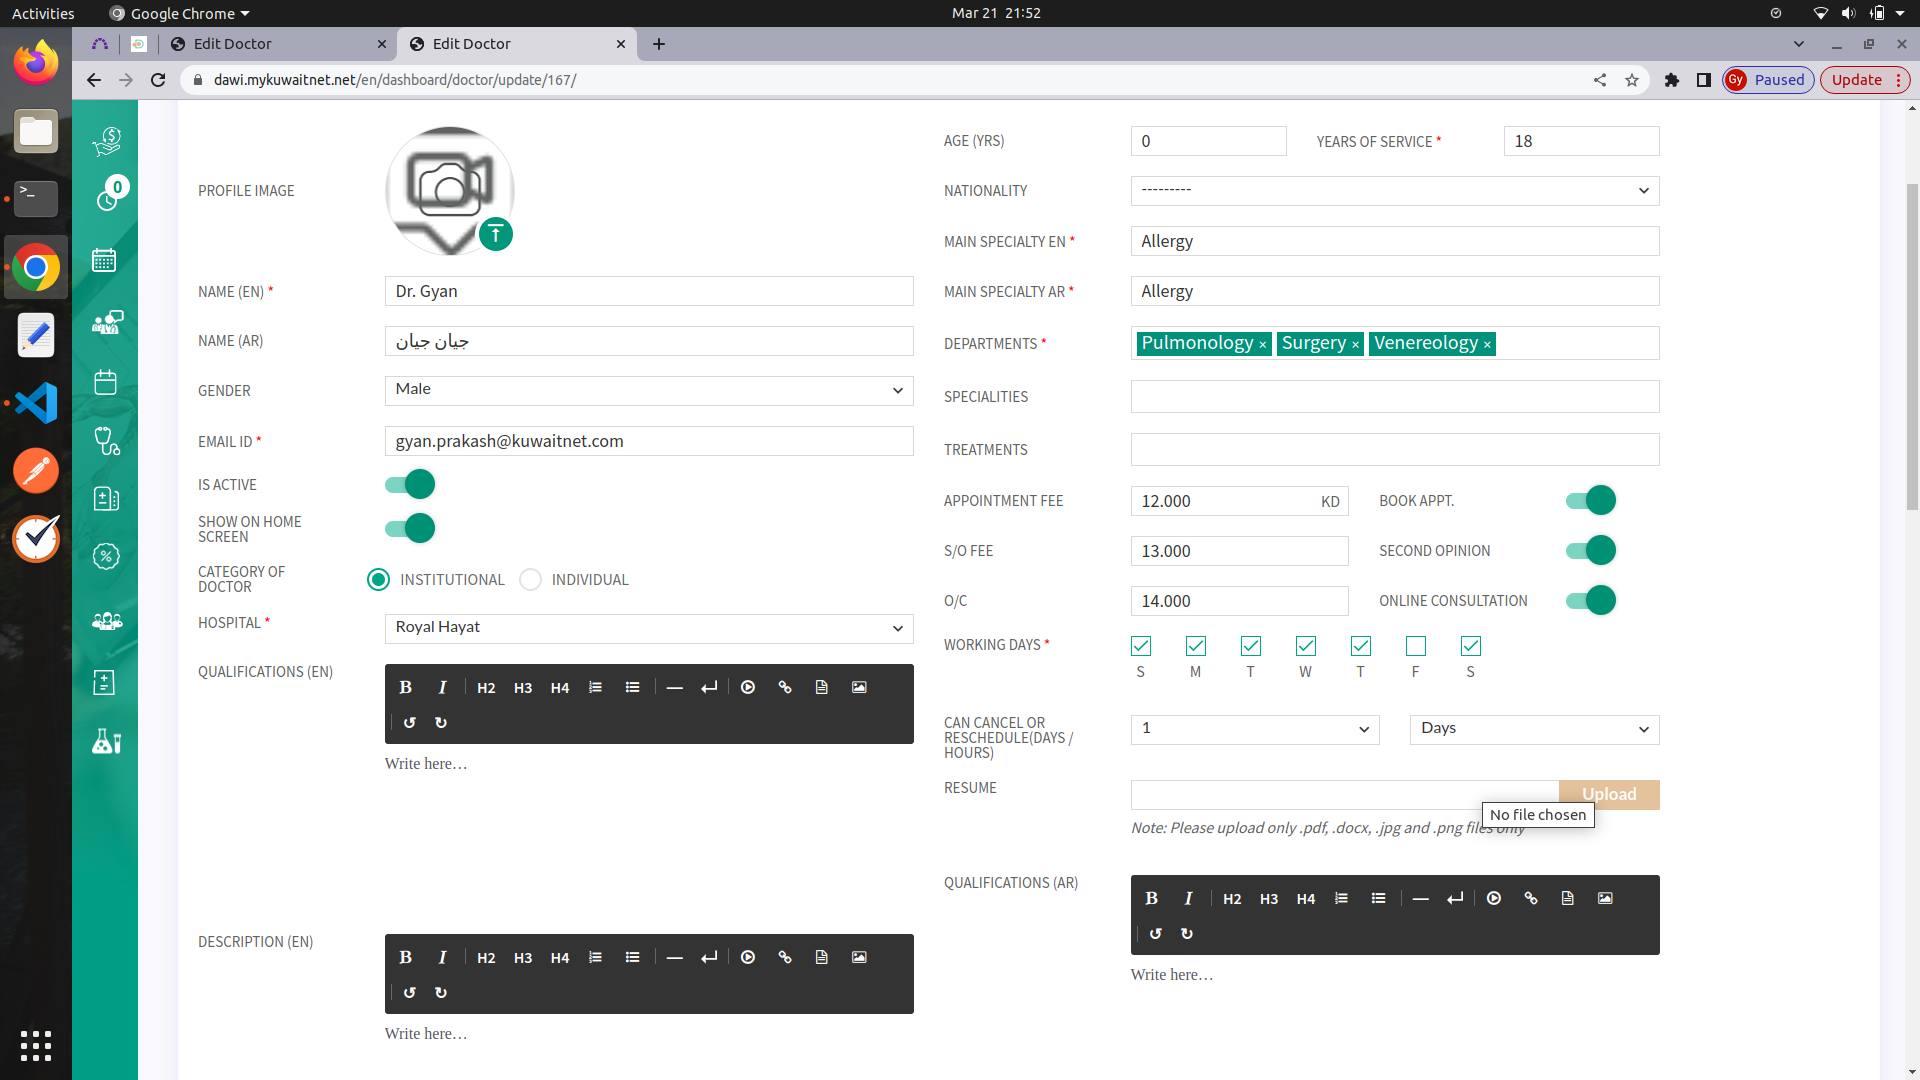 Activities
Google Chrome
Mar 21 21:52
Edit Doctor
Edit Doctor
dawi.mykuwaitnet.net/en/dashboard/doctor/update/167/
Gy Paused
Update
0
PROFILE IMAGE
NAME (EN) *
Dr. Gyan
NAME (AR)
جيان جيان
GENDER
Male
EMAIL ID *
gyan.prakash@kuwaitnet.com
IS ACTIVE
SHOW ON HOME
SCREEN
CATEGORY OF
DOCTOR
INSTITUTIONAL
INDIVIDUAL
HOSPITAL *
Royal Hayat
QUALIFICATIONS (EN)
B I H2 H3 H4
Write here…
DESCRIPTION (EN)
B I H2 H3 H4
Write here…
AGE (YRS)
0
YEARS OF SERVICE *
18
NATIONALITY
---------
MAIN SPECIALTY EN *
Allergy
MAIN SPECIALTY AR *
Allergy
DEPARTMENTS *
Pulmonology × Surgery × Venereology ×
SPECIALITIES
TREATMENTS
APPOINTMENT FEE
12.000 KD
BOOK APPT.
S/O FEE
13.000
SECOND OPINION
O/C
14.000
ONLINE CONSULTATION
WORKING DAYS *
S M T W T F S
CAN CANCEL OR
RESCHEDULE(DAYS /
HOURS)
1
Days
RESUME
Upload
No file chosen
Note: Please upload only .pdf, .docx, .jpg and .png files only
QUALIFICATIONS (AR)
B I H2 H3 H4
Write here…